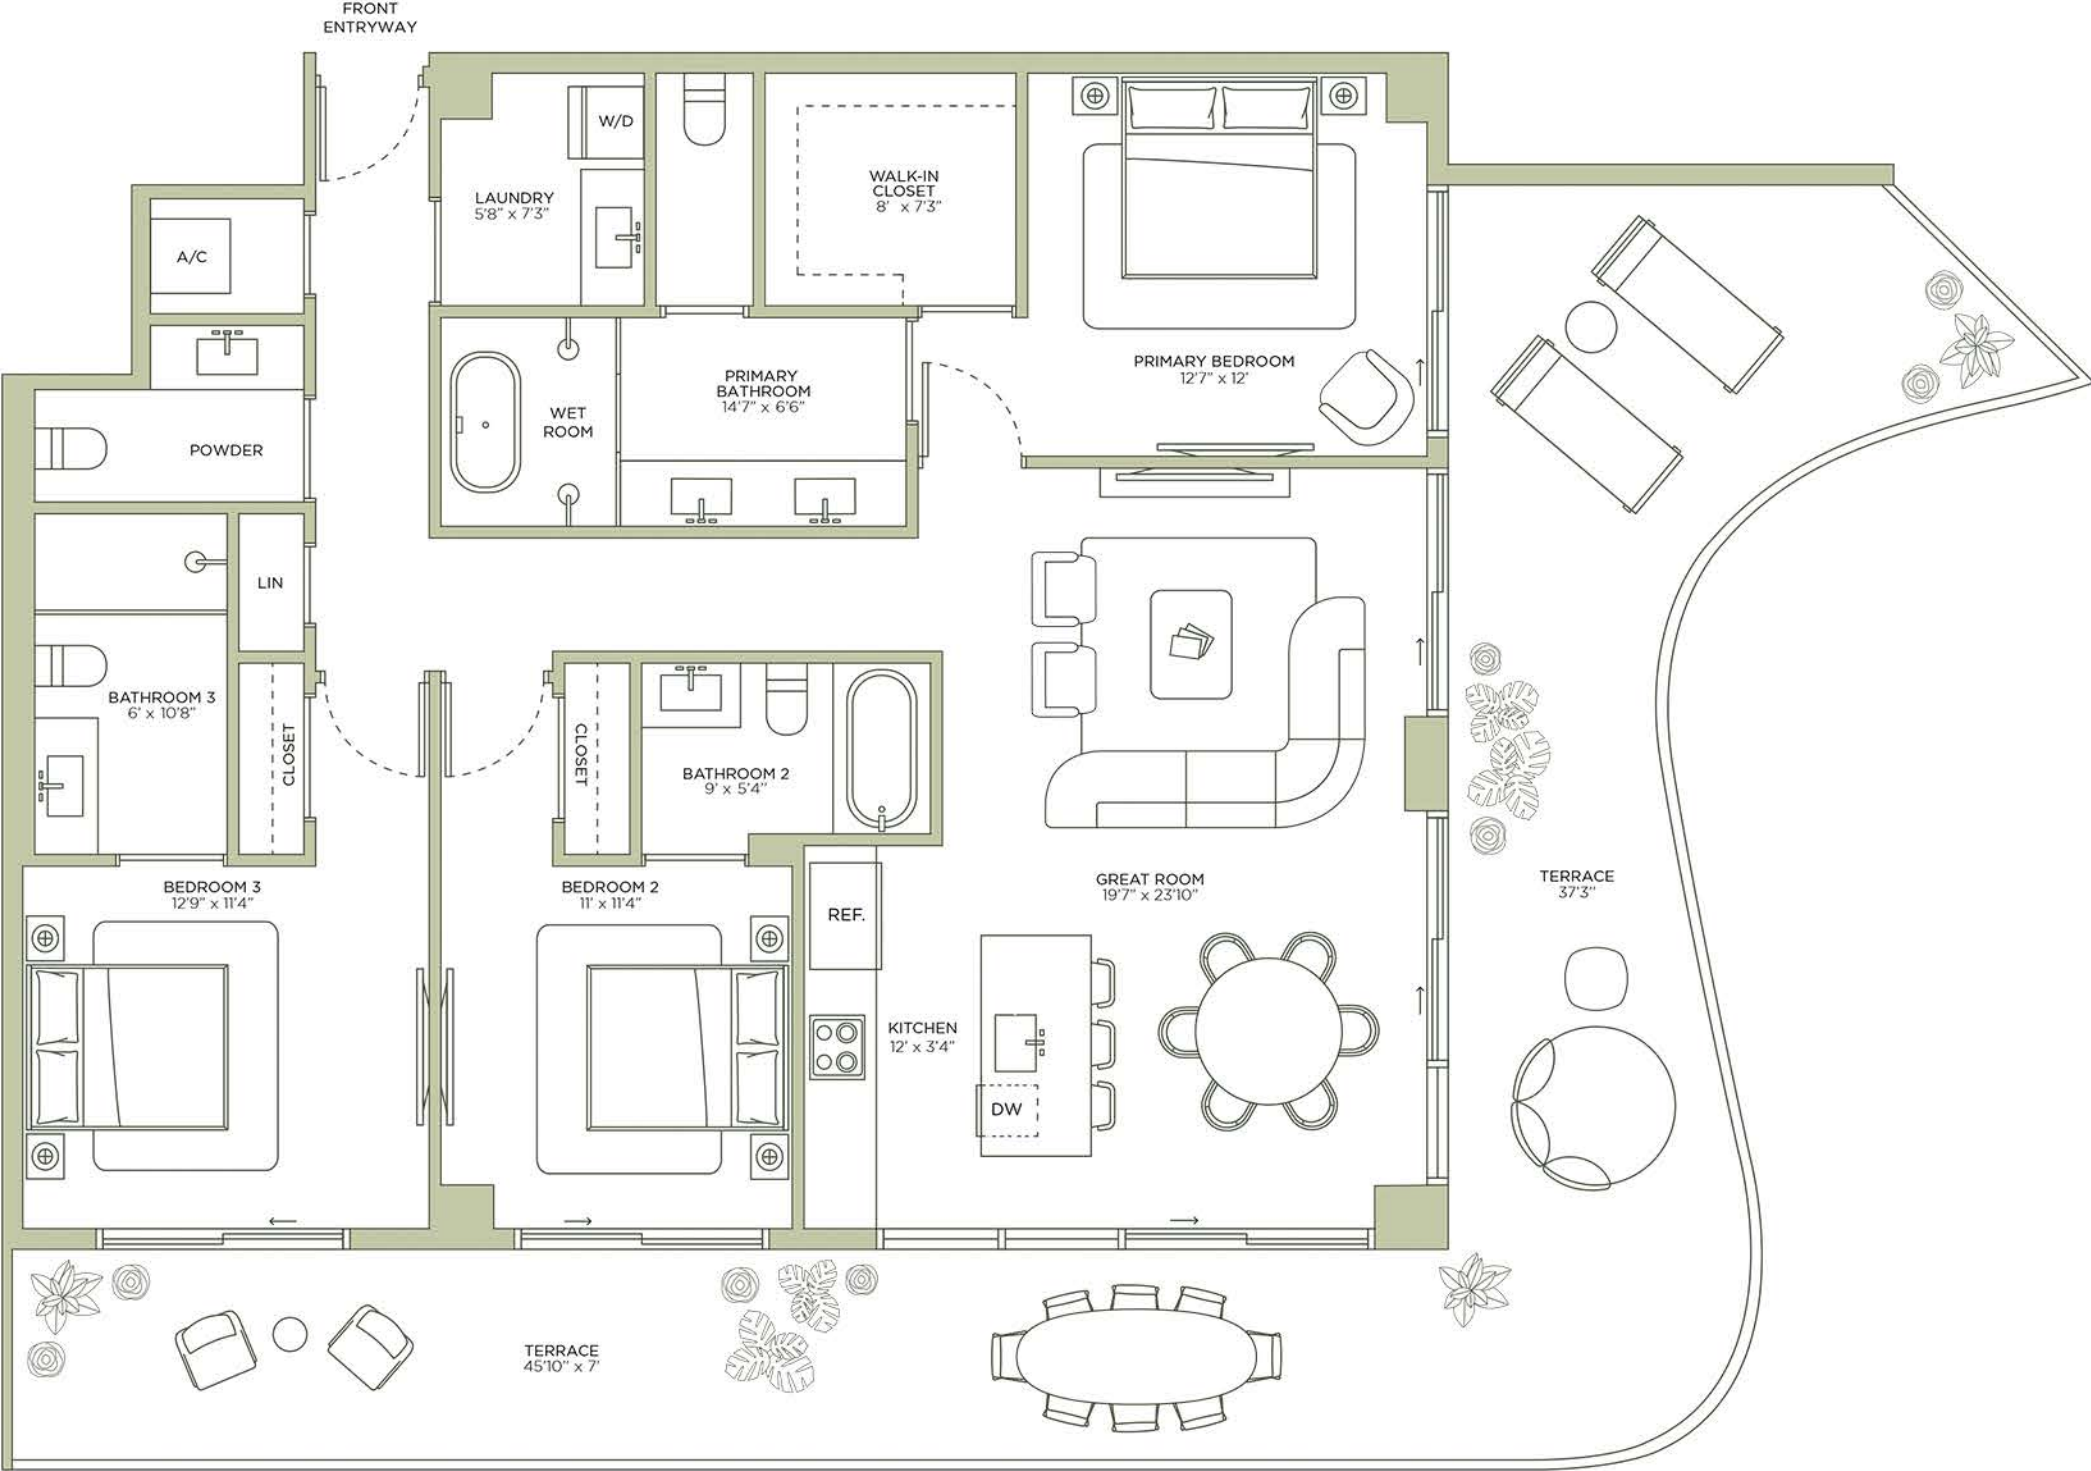 FRONT
ENTRYWAY
W/D
LAUNDRY
5'8" x 7'3"
WALK-IN
CLOSET
8' x 7'3"
A/C
PRIMARY BEDROOM
12'7" x 12'
PRIMARY
BATHROOM
14'7" x 6'6"
WET
ROOM
POWDER
LIN
BATHROOM 3
6' x 10'8"
CLOSET
CLOSET
BATHROOM 2
9' x 5'4"
BEDROOM 3
12'9" x 11'4"
BEDROOM 2
11' x 11'4"
REF.
GREAT ROOM
19'7" x 23'10"
TERRACE
37'3"
KITCHEN
12' x 3'4"
DW
TERRACE
45'10" x 7'